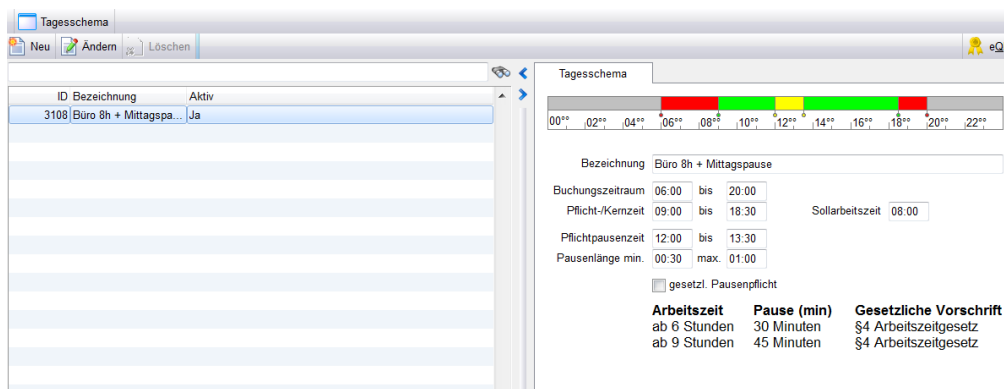 Tagesschema
Neu Ändern Löschen eQ
Tagesschema
ID Bezeichnung Aktiv
3108 Büro 8h + Mittagspa... Ja
00°° 02°° 04°° 06°° 08°° 10°° 12°° 14°° 16°° 18°° 20°° 22°°
Bezeichnung Büro 8h + Mittagspause
Buchungszeitraum 06:00 bis 20:00
Pflicht-/Kernzeit 09:00 bis 18:30 Sollarbeitszeit 08:00
Pflichtpausenzeit 12:00 bis 13:30
Pausenlänge min. 00:30 max. 01:00
gesetzl. Pausenpflicht
Arbeitszeit Pause (min) Gesetzliche Vorschrift
ab 6 Stunden 30 Minuten §4 Arbeitszeitgesetz
ab 9 Stunden 45 Minuten §4 Arbeitszeitgesetz